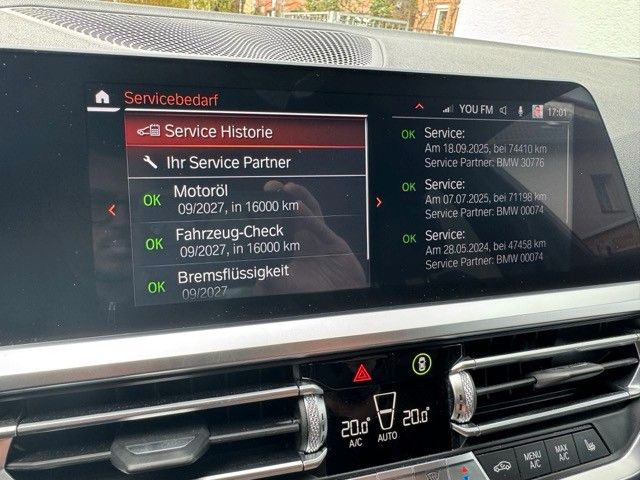 Servicebedarf
YOU FM 17:01
Service Historie
Ihr Service Partner
OK Motoröl
09/2027, in 16000 km
OK Fahrzeug-Check
09/2027, in 16000 km
OK Bremsflüssigkeit
09/2027
OK Service:
Am 18.09.2025, bei 74410 km
Service Partner: BMW 30776
OK Service:
Am 07.07.2025, bei 71198 km
Service Partner: BMW 00074
OK Service:
Am 28.05.2024, bei 47458 km
Service Partner: BMW 00074
20.0° 20.0°
A/C AUTO
MENU A/C
MAX A/C